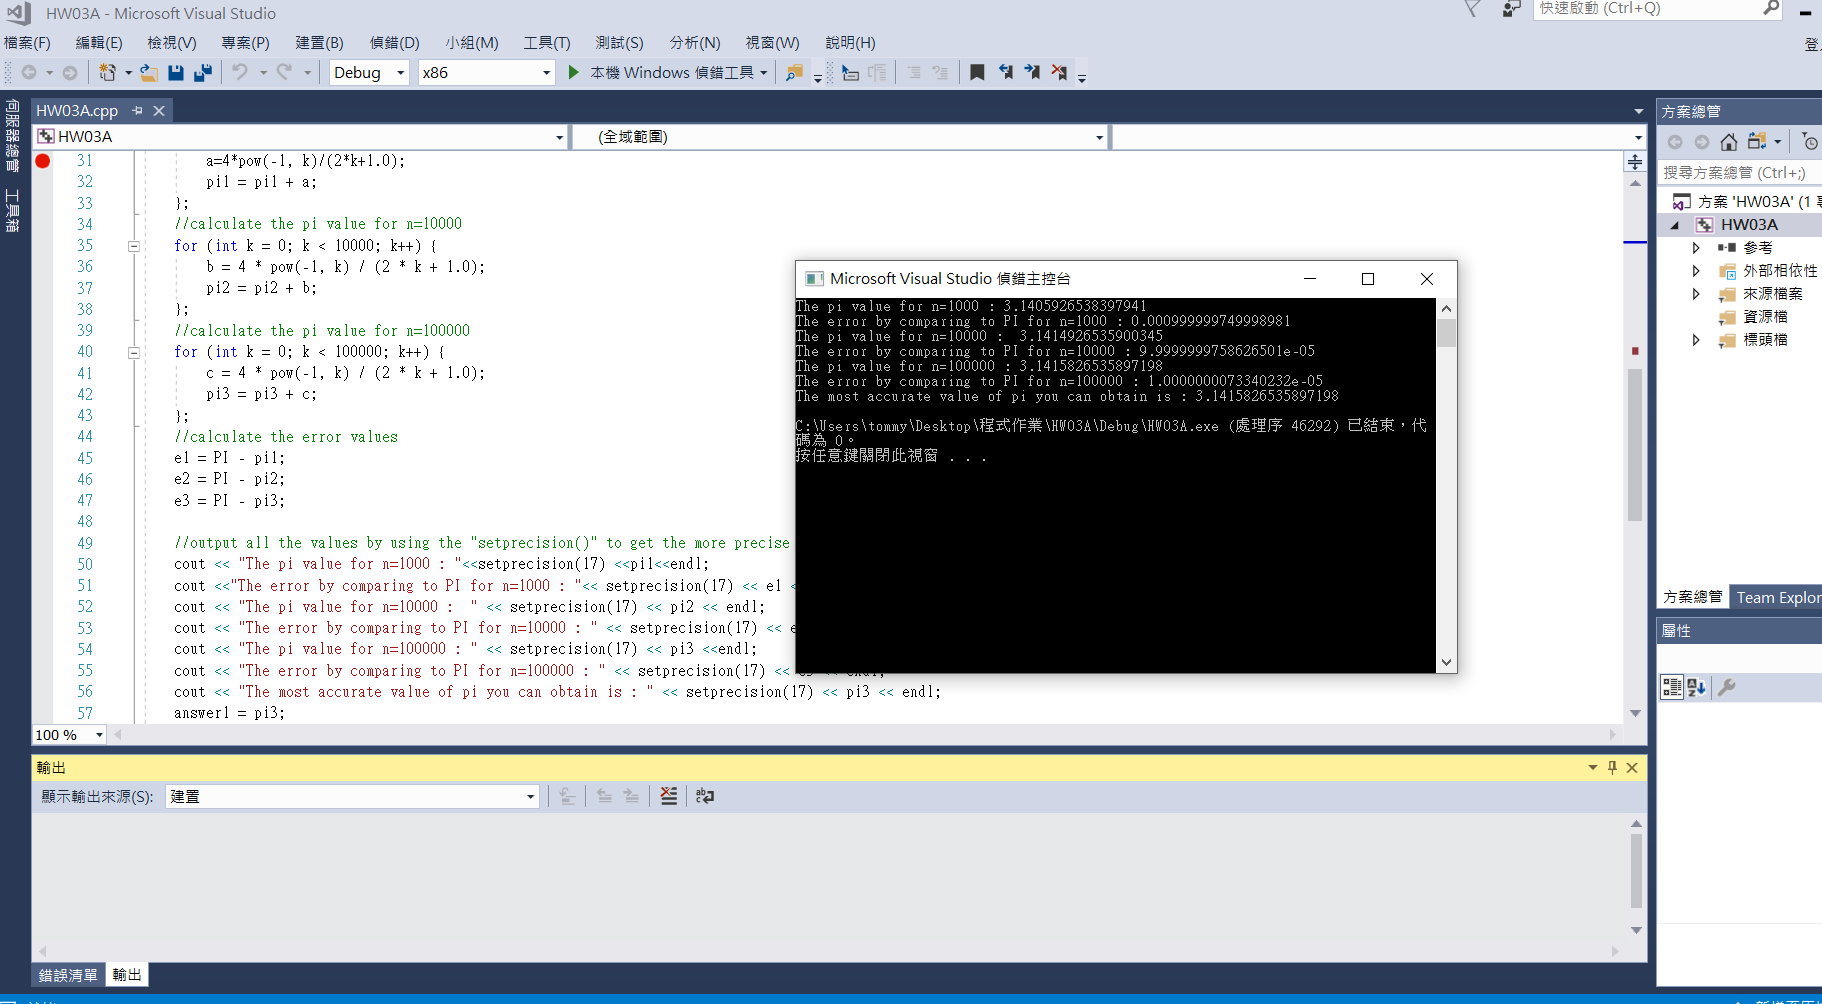 HW03A - Microsoft Visual Studio
快速啟動 (Ctrl+Q)
檔案(F) 編輯(E) 檢視(V) 專案(P) 建置(B) 偵錯(D) 小組(M) 工具(T) 測試(S) 分析(N) 視窗(W) 說明(H)
登
Debug x86 本機 Windows 偵錯工具
伺服器總管
工具箱
HW03A.cpp
HW03A (全域範圍)
31 a=4*pow(-1, k)/(2*k+1.0);
32 pi1 = pi1 + a;
33 };
34 //calculate the pi value for n=10000
35 for (int k = 0; k < 10000; k++) {
36 b = 4 * pow(-1, k) / (2 * k + 1.0);
37 pi2 = pi2 + b;
38 };
39 //calculate the pi value for n=100000
40 for (int k = 0; k < 100000; k++) {
41 c = 4 * pow(-1, k) / (2 * k + 1.0);
42 pi3 = pi3 + c;
43 };
44 //calculate the error values
45 e1 = PI - pi1;
46 e2 = PI - pi2;
47 e3 = PI - pi3;
48
49 //output all the values by using the "setprecision()" to get the more precise
50 cout << "The pi value for n=1000 : "<<setprecision(17) <<pi1<<endl;
51 cout <<"The error by comparing to PI for n=1000 : "<< setprecision(17) << e1 <
52 cout << "The pi value for n=10000 :  " << setprecision(17) << pi2 << endl;
53 cout << "The error by comparing to PI for n=10000 : " << setprecision(17) << e
54 cout << "The pi value for n=100000 : " << setprecision(17) << pi3 <<endl;
55 cout << "The error by comparing to PI for n=100000 : " << setprecision(17) <<
56 cout << "The most accurate value of pi you can obtain is : " << setprecision(17) << pi3 << endl;
57 answer1 = pi3;
100 %
Microsoft Visual Studio 偵錯主控台
The pi value for n=1000 : 3.1405926538397941
The error by comparing to PI for n=1000 : 0.000999999749998981
The pi value for n=10000 :  3.1414926535900345
The error by comparing to PI for n=10000 : 9.9999999758626501e-05
The pi value for n=100000 : 3.1415826535897198
The error by comparing to PI for n=100000 : 1.0000000073340232e-05
The most accurate value of pi you can obtain is : 3.1415826535897198
C:\Users\tommy\Desktop\程式作業\HW03A\Debug\HW03A.exe (處理序 46292) 已結束，代
碼為 0。
按任意鍵關閉此視窗 . . .
方案總管
搜尋方案總管 (Ctrl+;)
方案 'HW03A' (1
HW03A
參考
外部相依性
來源檔案
資源檔
標頭檔
方案總管 Team Explor
屬性
輸出
顯示輸出來源(S): 建置
錯誤清單 輸出